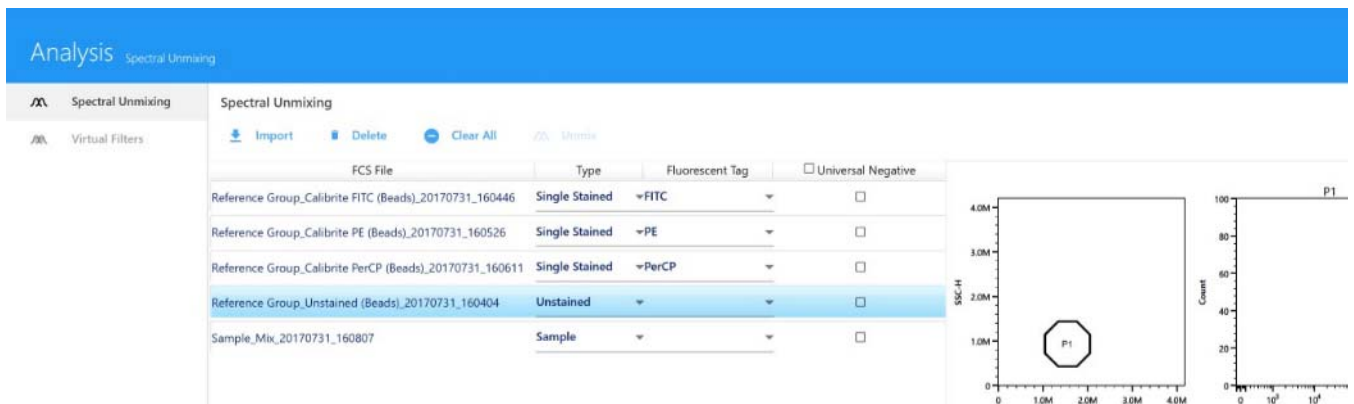 Analysis Spectral Unmixing
Spectral Unmixing
Virtual Filters
Spectral Unmixing
Import Delete Clear All Unmix
FCS File Type Fluorescent Tag Universal Negative
Reference Group_Calibrite FITC (Beads)_20170731_160446 Single Stained FITC
Reference Group_Calibrite PE (Beads)_20170731_160526 Single Stained PE
Reference Group_Calibrite PerCP (Beads)_20170731_160611 Single Stained PerCP
Reference Group_Unstained (Beads)_20170731_160404 Unstained
Sample_Mix_20170731_160807 Sample
4.0M
3.0M
SSC-H
2.0M
1.0M
0
P1
0 1.0M 2.0M 3.0M 4.0M
P1
100
80
60
Count
40
20
0
0 10³ 10⁴